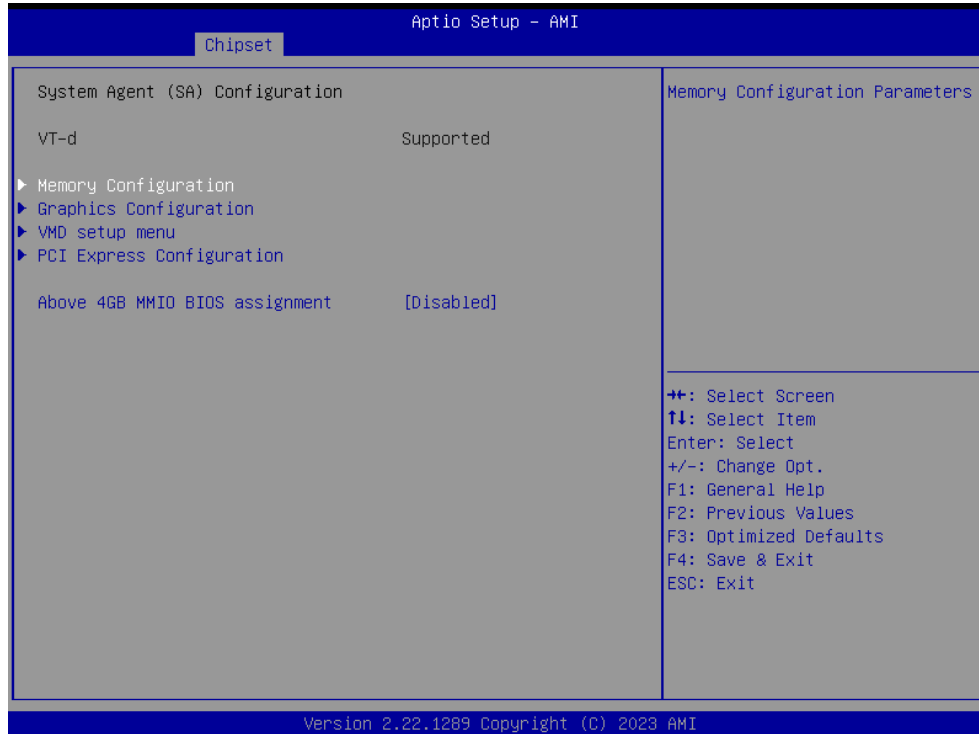 Aptio Setup – AMI
Chipset
System Agent (SA) Configuration
VT-d Supported
Memory Configuration
Graphics Configuration
VMD setup menu
PCI Express Configuration
Above 4GB MMIO BIOS assignment [Disabled]
Memory Configuration Parameters
→←: Select Screen
↑↓: Select Item
Enter: Select
+/-: Change Opt.
F1: General Help
F2: Previous Values
F3: Optimized Defaults
F4: Save & Exit
ESC: Exit
Version 2.22.1289 Copyright (C) 2023 AMI